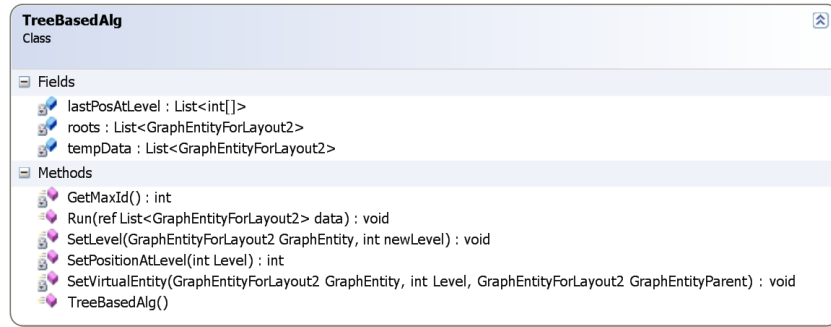 TreeBasedAlg
Class
Fields
lastPosAtLevel : List<int[]>
roots : List<GraphEntityForLayout2>
tempData : List<GraphEntityForLayout2>
Methods
GetMaxId() : int
Run(ref List<GraphEntityForLayout2> data) : void
SetLevel(GraphEntityForLayout2 GraphEntity, int newLevel) : void
SetPositionAtLevel(int Level) : int
SetVirtualEntity(GraphEntityForLayout2 GraphEntity, int Level, GraphEntityForLayout2 GraphEntityParent) : void
TreeBasedAlg()